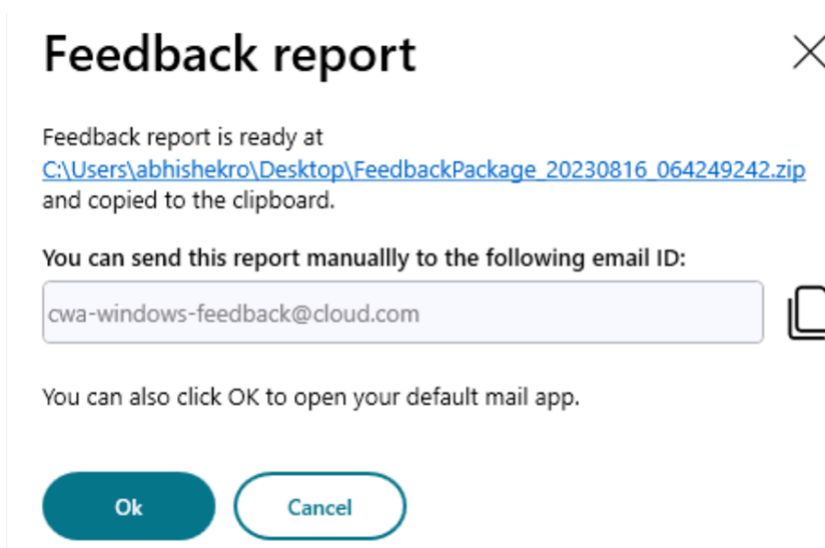 Feedback report
Feedback report is ready at
C:\Users\abhishekro\Desktop\FeedbackPackage_20230816_064249242.zip
and copied to the clipboard.
You can send this report manuallly to the following email ID:
cwa-windows-feedback@cloud.com
You can also click OK to open your default mail app.
Ok
Cancel